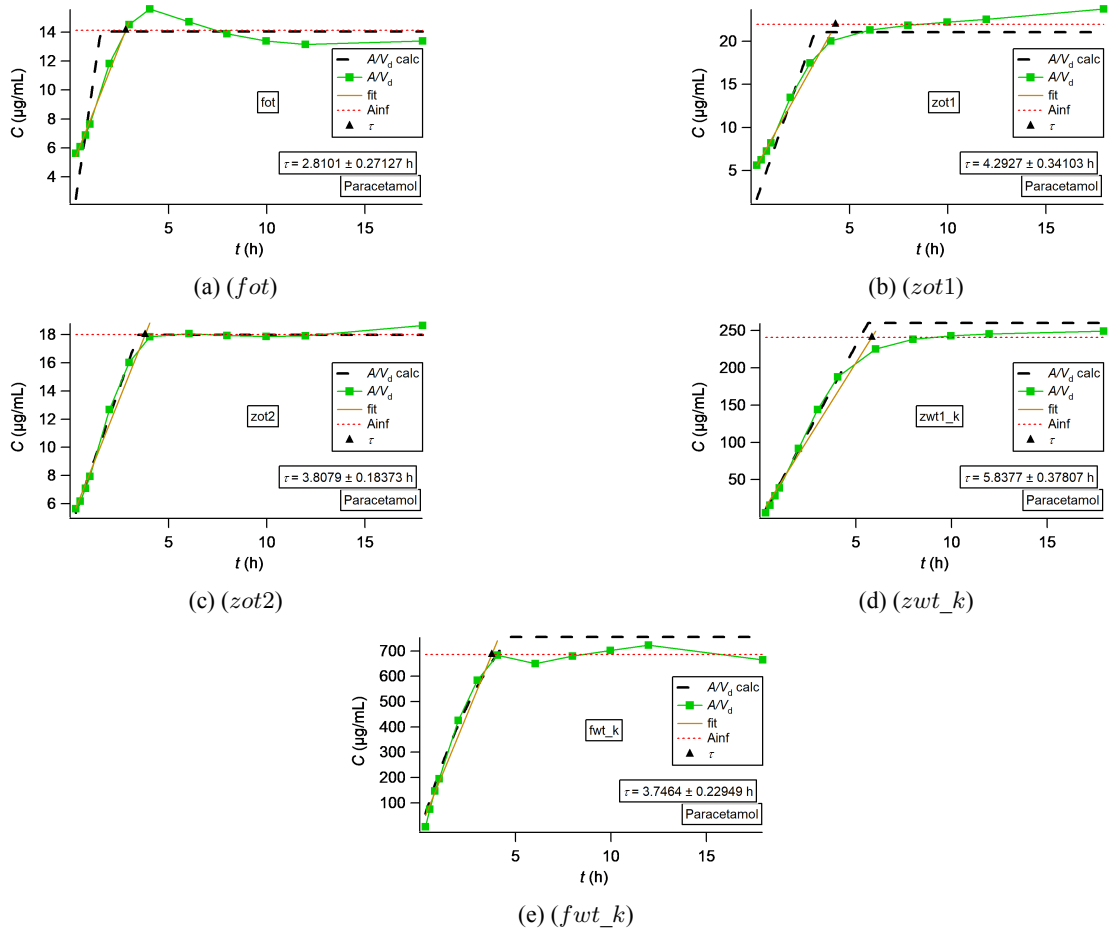 C (µg/mL)
14
12
10
8
6
4
A/Vd calc
A/Vd
fit
Ainf
τ
fot
τ = 2.8101 ± 0.27127 h
Paracetamol
5
10
15
t (h)
(a) (fot)
C (µg/mL)
20
15
10
5
A/Vd calc
A/Vd
fit
Ainf
τ
zot1
τ = 4.2927 ± 0.34103 h
Paracetamol
5
10
15
t (h)
(b) (zot1)
C (µg/mL)
18
16
14
12
10
8
6
A/Vd calc
A/Vd
fit
Ainf
τ
zot2
τ = 3.8079 ± 0.18373 h
Paracetamol
5
10
15
t (h)
(c) (zot2)
C (µg/mL)
250
200
150
100
50
A/Vd calc
A/Vd
fit
Ainf
τ
zwt1_k
τ = 5.8377 ± 0.37807 h
Paracetamol
5
10
15
t (h)
(d) (zwt_k)
C (µg/mL)
700
600
500
400
300
200
100
A/Vd calc
A/Vd
fit
Ainf
τ
fwt_k
τ = 3.7464 ± 0.22949 h
Paracetamol
5
10
15
t (h)
(e) (fwt_k)